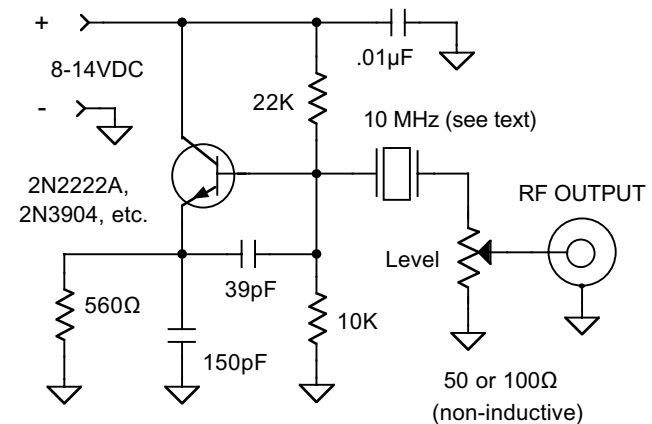 +
.01µF
8-14VDC
-
22K
10 MHz (see text)
2N2222A,
2N3904, etc.
RF OUTPUT
Level
39pF
560Ω
10K
150pF
50 or 100Ω
(non-inductive)